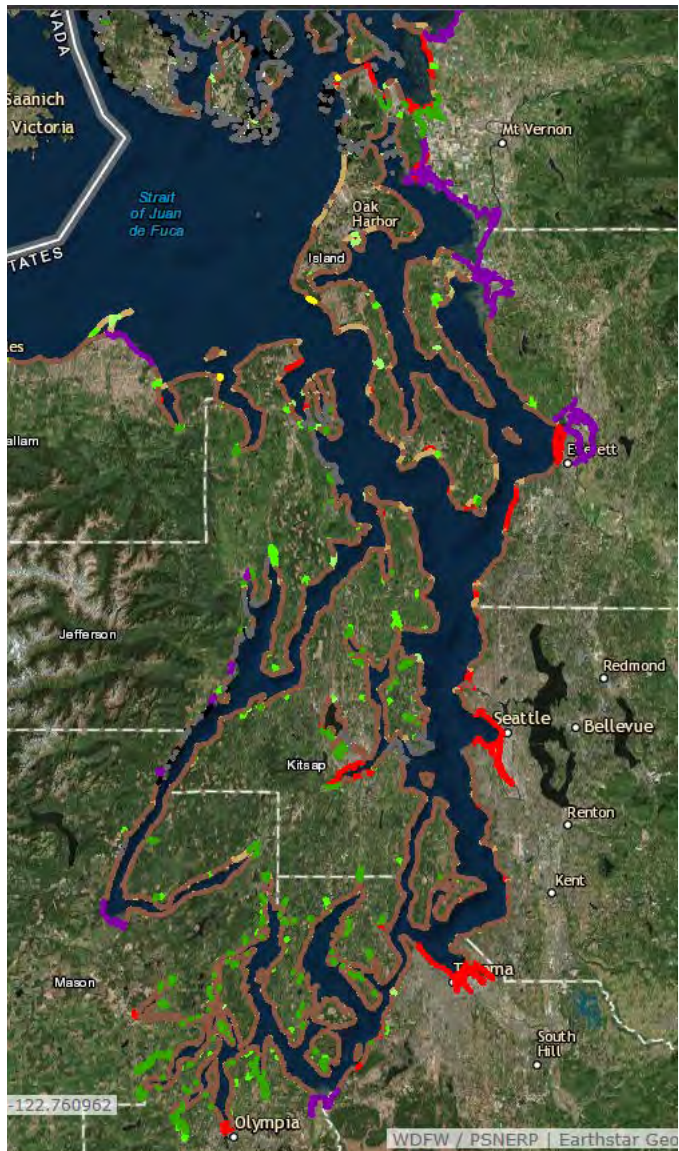 NADA
Saanich
Victoria
Mt Vernon
Strait
of Juan
de Fuca
Oak
Harbor
TATES
Island
les
allam
Everett
Jefferson
Redmond
Seattle
Bellevue
Kitsap
Renton
Kent
Mason
Tacoma
South
Hill
-122.760962
Olympia
WDFW / PSNERP | Earthstar Geo